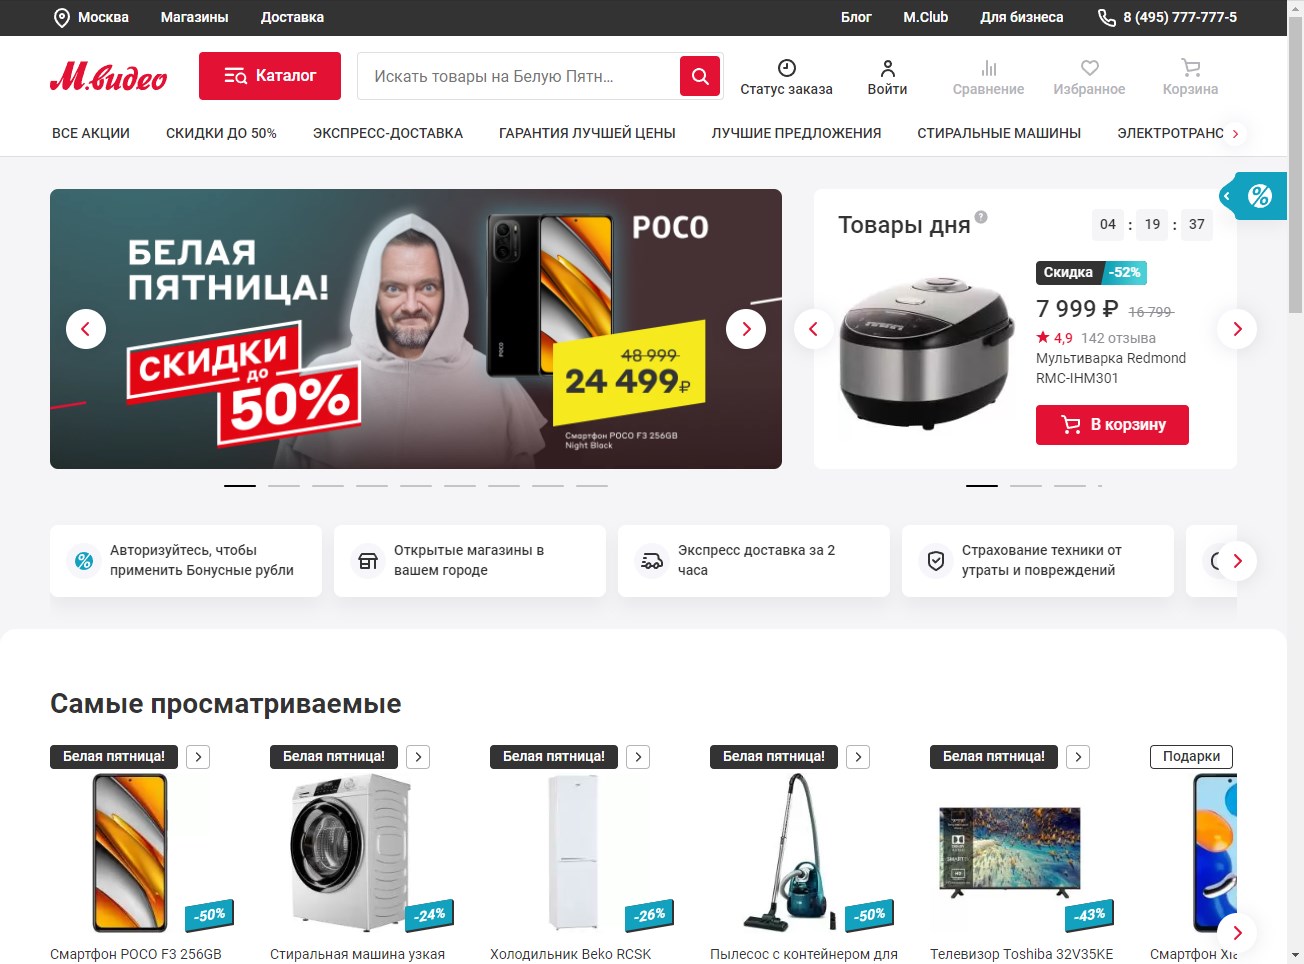 Москва Магазины Доставка Блог M.Club Для бизнеса 8 (495) 777-777-5
М.видео Каталог Искать товары на Белую Пятн... Статус заказа Войти Сравнение Избранное Корзина
ВСЕ АКЦИИ СКИДКИ ДО 50% ЭКСПРЕСС-ДОСТАВКА ГАРАНТИЯ ЛУЧШЕЙ ЦЕНЫ ЛУЧШИЕ ПРЕДЛОЖЕНИЯ СТИРАЛЬНЫЕ МАШИНЫ ЭЛЕКТРОТРАНС
БЕЛАЯ
ПЯТНИЦА!
СКИДКИ
до
50%
POCO
POCO
48 999-
24 499₽
Смартфон POCO F3 256GB
Night Black
Товары дня ? 04 : 19 : 37
Скидка -52%
7 999 ₽ 16 799
4,9 142 отзыва
Мультиварка Redmond
RMC-IHM301
В корзину
Авторизуйтесь, чтобы
применить Бонусные рубли
Открытые магазины в
вашем городе
Экспресс доставка за 2
часа
Страхование техники от
утраты и повреждений
Самые просматриваемые
Белая пятница! Белая пятница! Белая пятница! Белая пятница! Белая пятница! Подарки
-50% -24% -26% -50% -43%
Смартфон POCO F3 256GB Стиральная машина узкая Холодильник Beko RCSK Пылесос с контейнером для Телевизор Toshiba 32V35KE Смартфон Xia